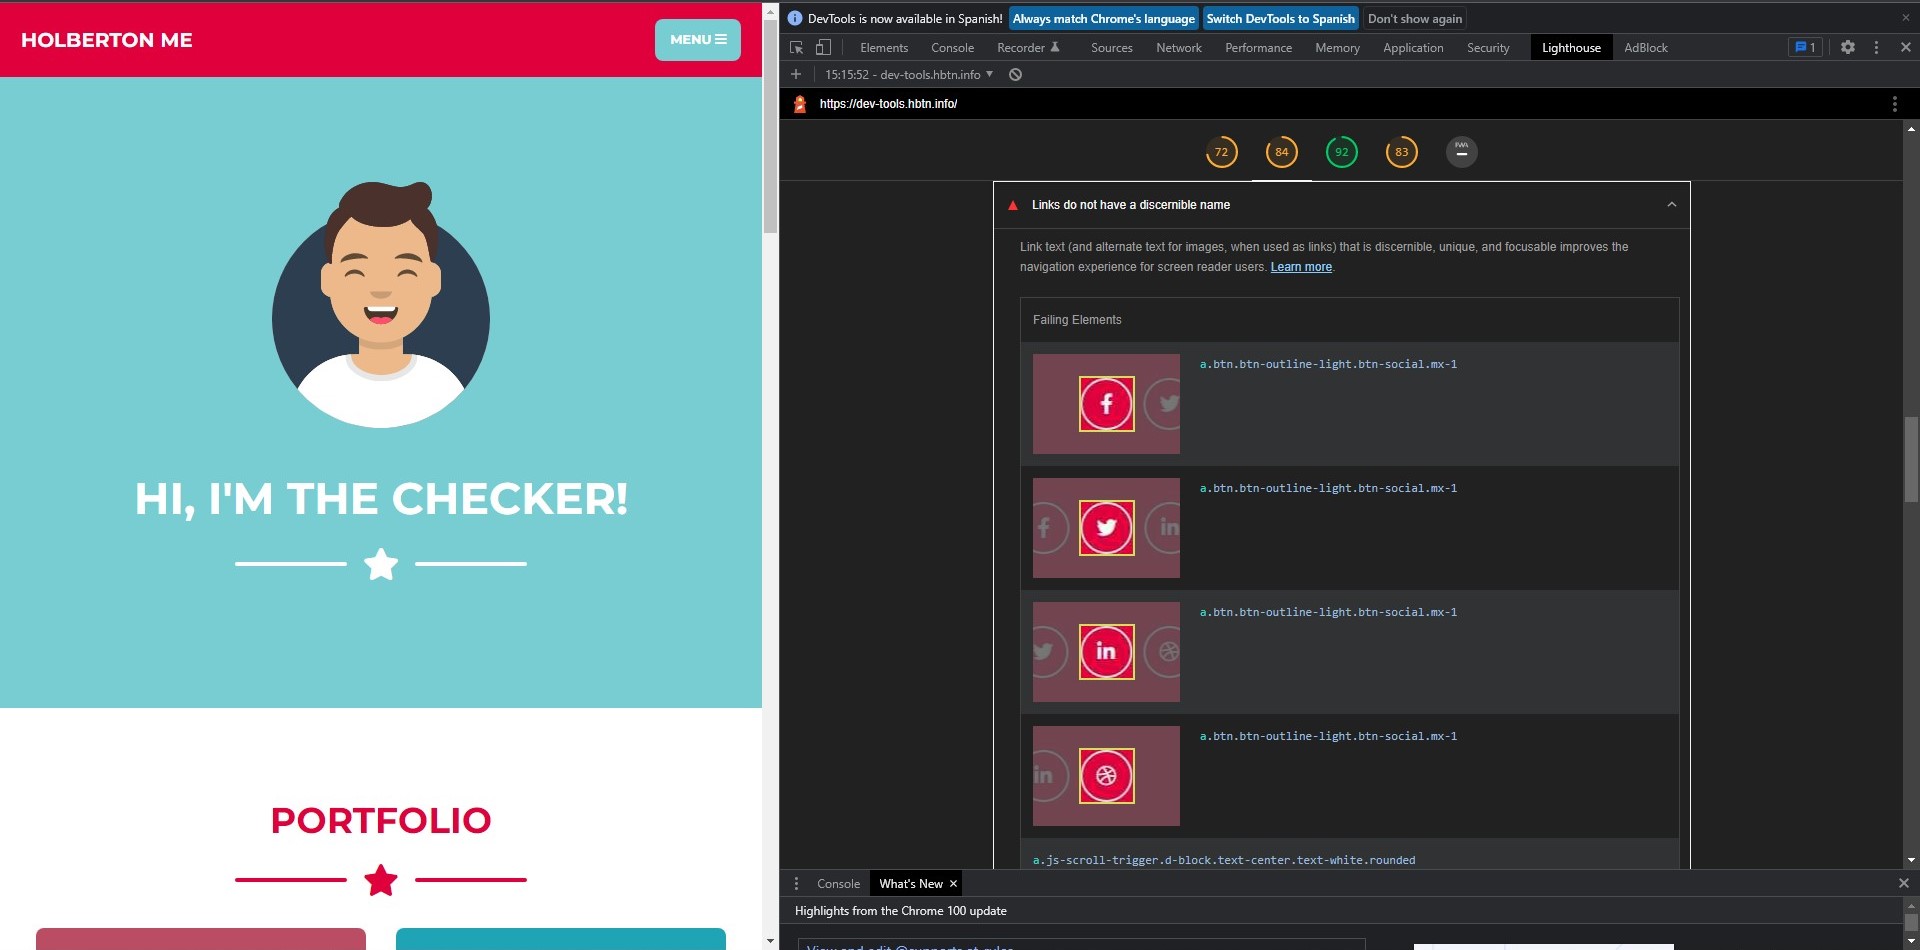 HOLBERTON ME
MENU
HI, I'M THE CHECKER!
PORTFOLIO
DevTools is now available in Spanish! Always match Chrome's language Switch DevTools to Spanish Don't show again
Elements Console Recorder Sources Network Performance Memory Application Security Lighthouse AdBlock 1
15:15:52 - dev-tools.hbtn.info
https://dev-tools.hbtn.info/
72 84 92 83 PWA
Links do not have a discernible name
Link text (and alternate text for images, when used as links) that is discernible, unique, and focusable improves the
navigation experience for screen reader users. Learn more.
Failing Elements
a.btn.btn-outline-light.btn-social.mx-1
a.btn.btn-outline-light.btn-social.mx-1
a.btn.btn-outline-light.btn-social.mx-1
a.btn.btn-outline-light.btn-social.mx-1
a.js-scroll-trigger.d-block.text-center.text-white.rounded
Console What's New
Highlights from the Chrome 100 update
View and edit @supports at-rules